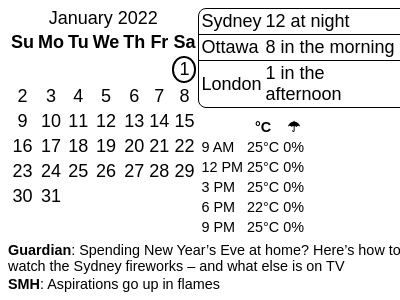 January 2022
Su Mo Tu We Th Fr Sa
1
2 3 4 5 6 7 8
9 10 11 12 13 14 15
16 17 18 19 20 21 22
23 24 25 26 27 28 29
30 31
Sydney 12 at night
Ottawa 8 in the morning
London 1 in the
afternoon
°C ☂
9 AM 25°C 0%
12 PM 25°C 0%
3 PM 25°C 0%
6 PM 22°C 0%
9 PM 25°C 0%
Guardian: Spending New Year’s Eve at home? Here’s how to
watch the Sydney fireworks – and what else is on TV
SMH: Aspirations go up in flames